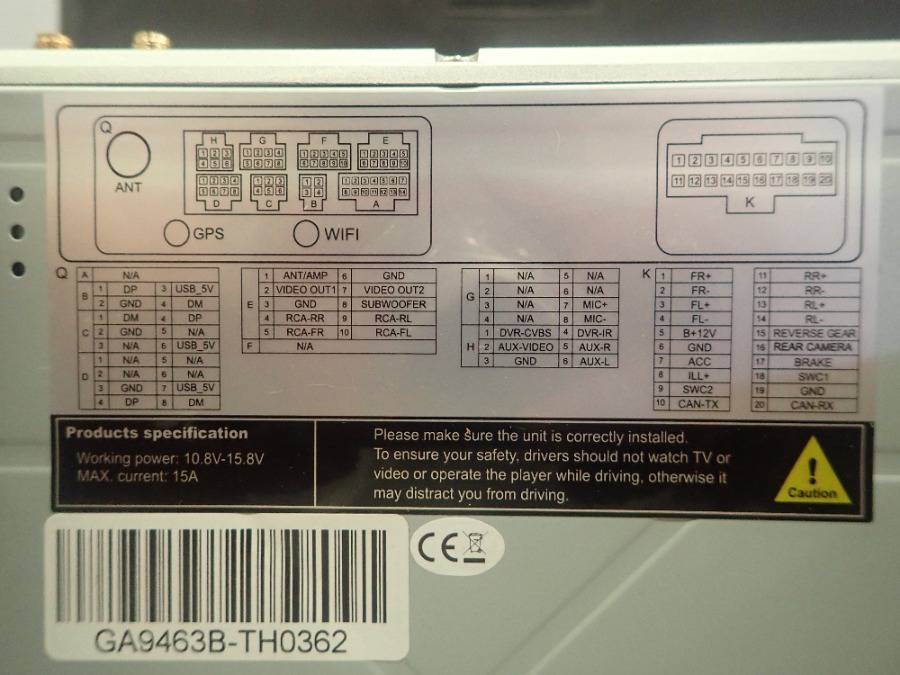 Q
ANT
H G F E
1 2 3 1 2 3 4 1 2 3 4 5 1 2 3 4 5
4 5 6 5 6 7 8 6 7 8 9 10 6 7 8 9 10
1 2 3 4 1 2 3 1 2 1 2 3 4 5 6 7
5 6 7 8 4 5 6 3 4 8 9 10 11 12 13 14
D C B A
GPS WIFI
1 2 3 4 5 6 7 8 9 10
11 12 13 14 15 16 17 18 19 20
K
Q
A N/A
B 1 DP 3 USB_5V
2 GND 4 DM
C 1 DM 4 DP
2 GND 5 N/A
3 N/A 6 USB_5V
D 1 N/A 5 N/A
2 N/A 6 N/A
3 GND 7 USB_5V
4 DP 8 DM
E 1 ANT/AMP 6 GND
2 VIDEO OUT1 7 VIDEO OUT2
3 GND 8 SUBWOOFER
4 RCA-RR 9 RCA-RL
5 RCA-FR 10 RCA-FL
F N/A
G 1 N/A 5 N/A
2 N/A 6 N/A
3 N/A 7 MIC+
4 N/A 8 MIC-
H 1 DVR-CVBS 4 DVR-IR
2 AUX-VIDEO 5 AUX-R
3 GND 6 AUX-L
K 1 FR+ 11 RR+
2 FR- 12 RR-
3 FL+ 13 RL+
4 FL- 14 RL-
5 B+12V 15 REVERSE GEAR
6 GND 16 REAR CAMERA
7 ACC 17 BRAKE
8 ILL+ 18 SWC1
9 SWC2 19 GND
10 CAN-TX 20 CAN-RX
Products specification
Working power: 10.8V-15.8V
MAX. current: 15A
Please make sure the unit is correctly installed.
To ensure your safety, drivers should not watch TV or
video or operate the player while driving, otherwise it
may distract you from driving.
Caution
CE
GA9463B-TH0362